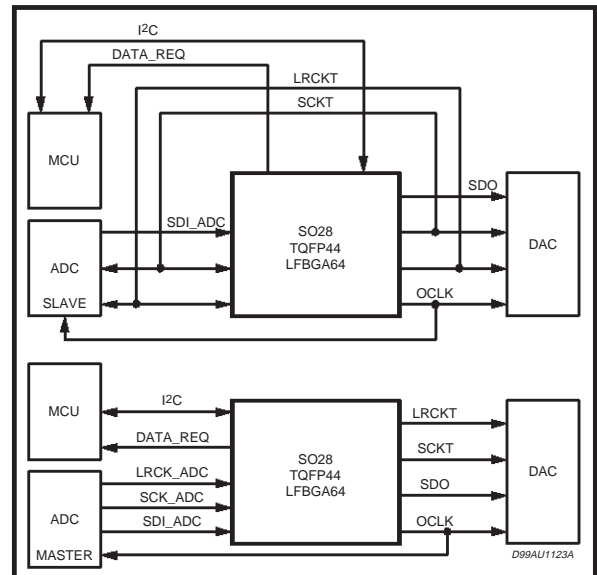 I2C
DATA_REQ
LRCKT
SCKT
MCU
SDO
SDI_ADC
SO28
TQFP44
LFBGA64
DAC
ADC
SLAVE
OCLK
MCU
I2C
LRCKT
DATA_REQ
SO28
TQFP44
LFBGA64
SCKT
DAC
LRCK_ADC
SCK_ADC
SDO
ADC
SDI_ADC
OCLK
MASTER
D99AU1123A